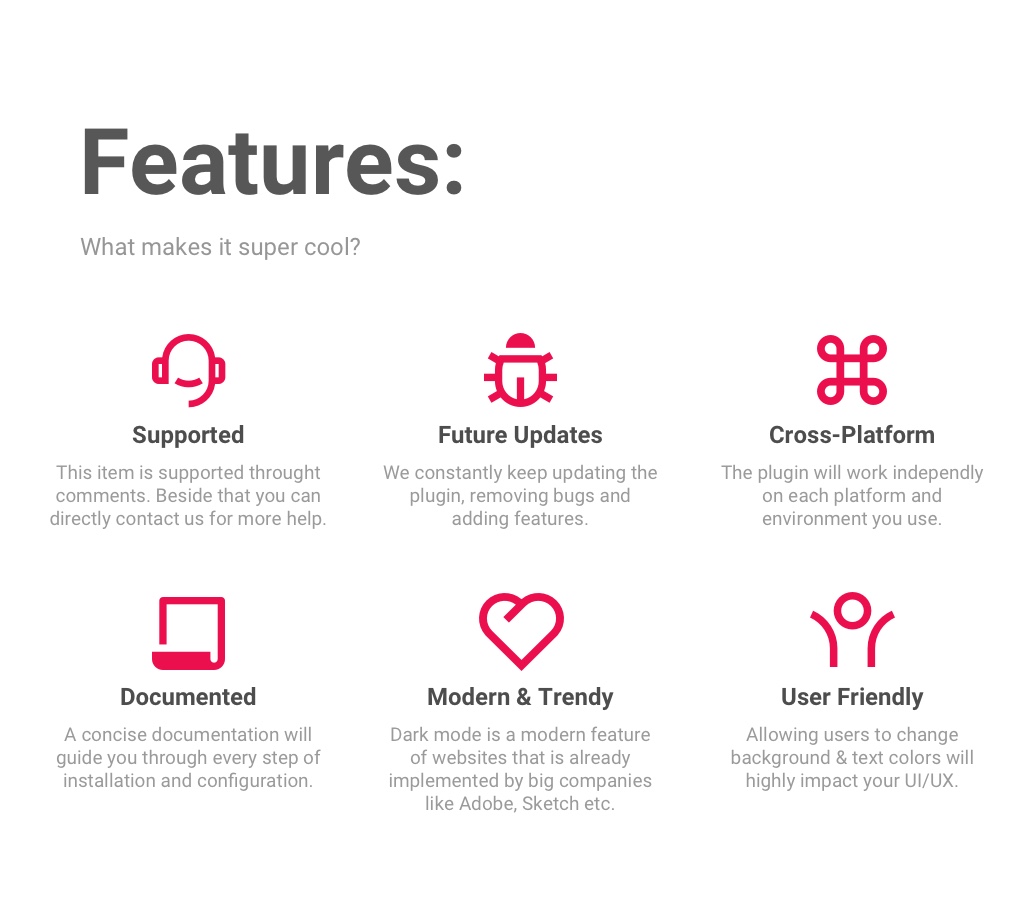 Features:
What makes it super cool?
Supported
This item is supported throught
comments. Beside that you can
directly contact us for more help.
Future Updates
We constantly keep updating the
plugin, removing bugs and
adding features.
Cross-Platform
The plugin will work independly
on each platform and
environment you use.
Documented
A concise documentation will
guide you through every step of
installation and configuration.
Modern & Trendy
Dark mode is a modern feature
of websites that is already
implemented by big companies
like Adobe, Sketch etc.
User Friendly
Allowing users to change
background & text colors will
highly impact your UI/UX.